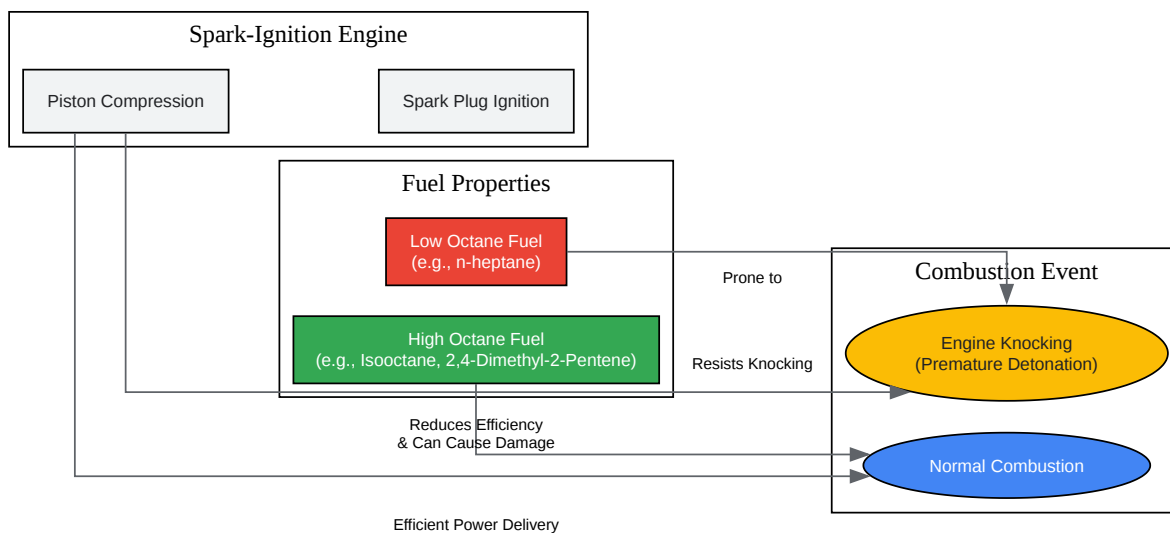 Spark-Ignition Engine
Piston Compression
Spark Plug Ignition
Fuel Properties
Low Octane Fuel
(e.g., n-heptane)
Prone to
Combustion Event
High Octane Fuel
(e.g., Isooctane, 2,4-Dimethyl-2-Pentene)
Resists Knocking
Engine Knocking
(Premature Detonation)
Reduces Efficiency
& Can Cause Damage
Normal Combustion
Efficient Power Delivery